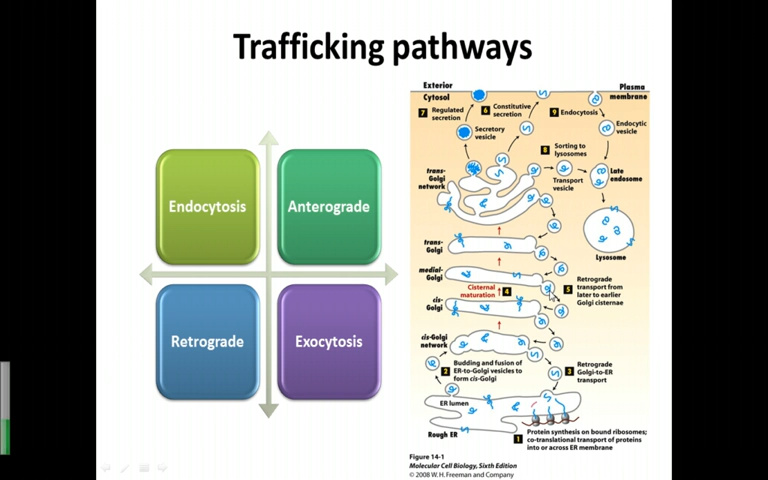 Trafficking pathways
Endocytosis
Anterograde
Retrograde
Exocytosis
Exterior
Cytosol
Plasma
membrane
7 Regulated
secretion
6 Constitutive
secretion
9 Endocytosis
Secretory
vesicle
Endocytic
vesicle
8 Sorting to
lysosomes
trans-
Golgi
network
Transport
vesicle
Late
endosome
Lysosome
trans-
Golgi
medial-
Golgi
Cisternal
maturation
4
5 Retrograde
transport from
later to earlier
Golgi cisternae
cis-
Golgi
cis-Golgi
network
2 Budding and fusion of
ER-to-Golgi vesicles to
form cis-Golgi
3 Retrograde
Golgi-to-ER
transport
ER lumen
Rough ER
1 Protein synthesis on bound ribosomes;
co-translational transport of proteins
into or across ER membrane
Figure 14-1
Molecular Cell Biology, Sixth Edition
© 2008 W. H. Freeman and Company